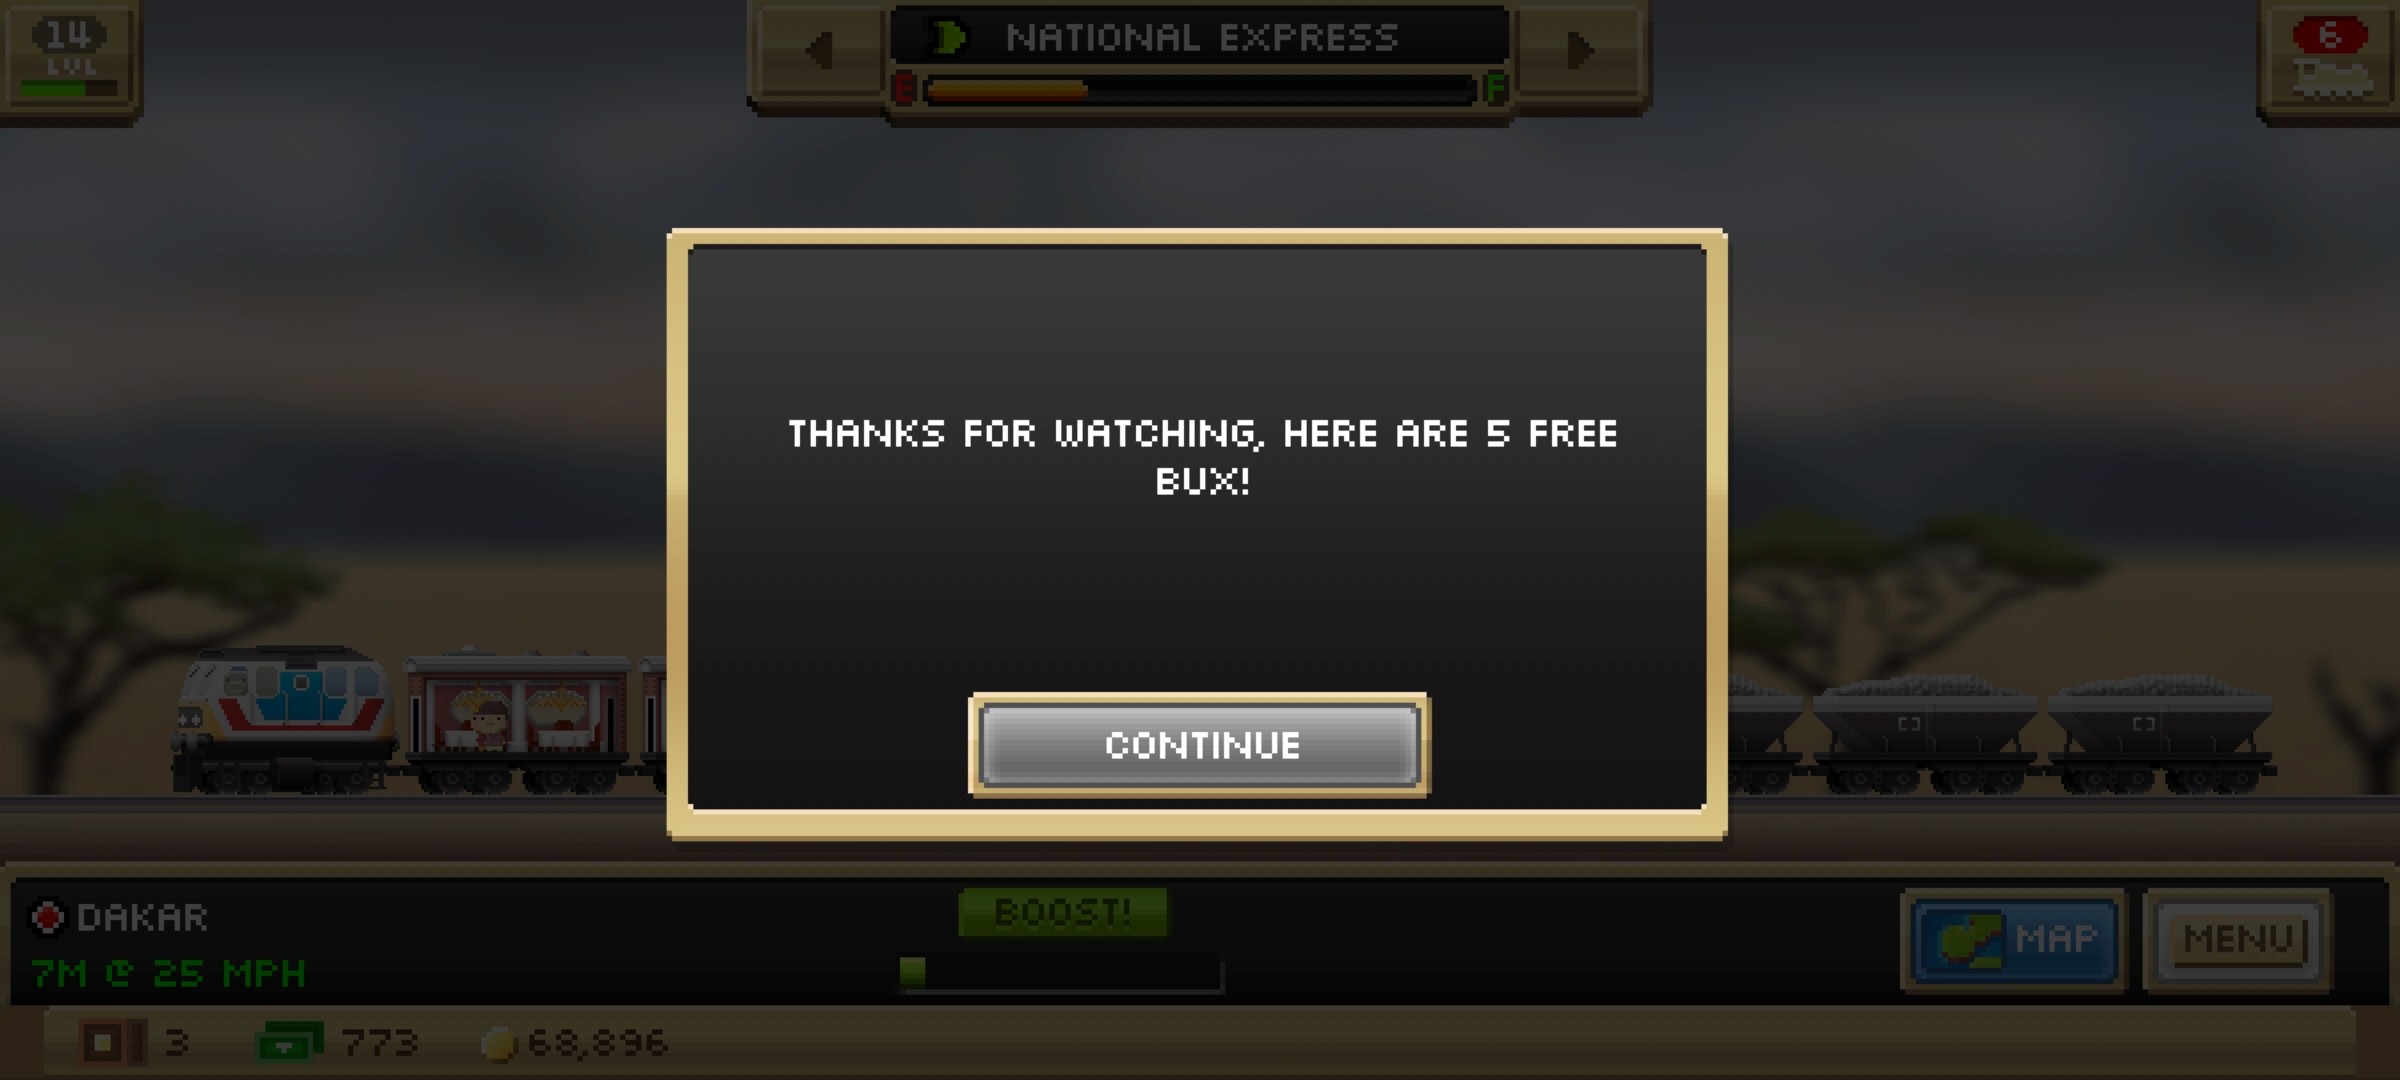 14
LVL
NATIONAL EXPRESS
E F
6
THANKS FOR WATCHING, HERE ARE 5 FREE
BUX!
CONTINUE
DAKAR
7M @ 25 MPH
BOOST!
MAP
MENU
3 773 68,896